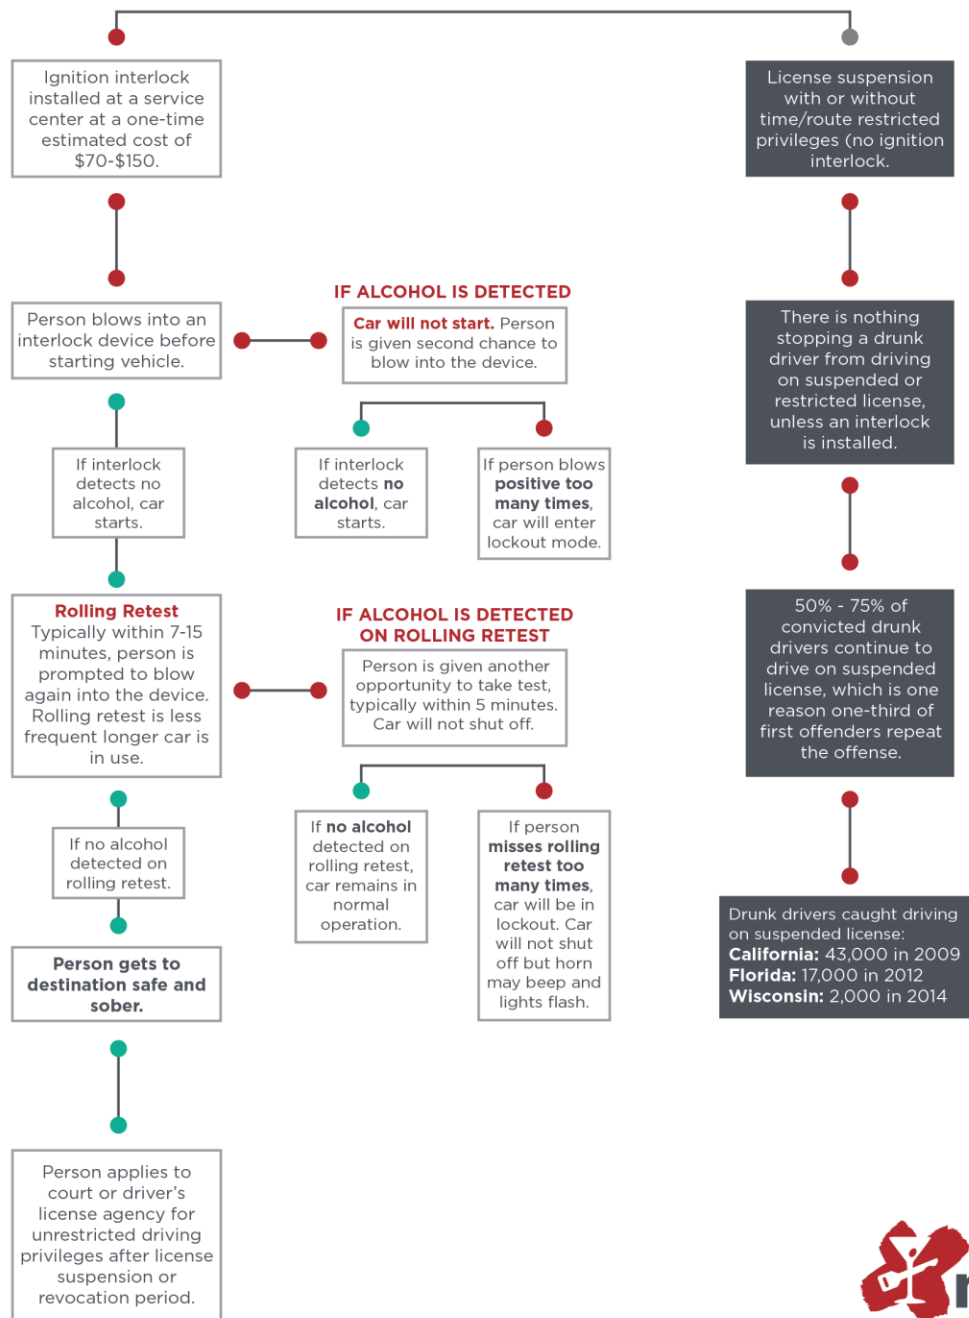 Ignition interlock
installed at a service
center at a one-time
estimated cost of
$70-$150.
License suspension
with or without
time/route restricted
privileges (no ignition
interlock.
Person blows into an
interlock device before
starting vehicle.
IF ALCOHOL IS DETECTED
Car will not start. Person
is given second chance to
blow into the device.
There is nothing
stopping a drunk
driver from driving
on suspended or
restricted license,
unless an interlock
is installed.
If interlock
detects no
alcohol, car
starts.
If interlock
detects no
alcohol, car
starts.
If person blows
positive too
many times,
car will enter
lockout mode.
Rolling Retest
Typically within 7-15
minutes, person is
prompted to blow
again into the device.
Rolling retest is less
frequent longer car is
in use.
IF ALCOHOL IS DETECTED
ON ROLLING RETEST
Person is given another
opportunity to take test,
typically within 5 minutes.
Car will not shut off.
50% - 75% of
convicted drunk
drivers continue to
drive on suspended
license, which is one
reason one-third of
first offenders repeat
the offense.
If no alcohol
detected on
rolling retest.
If no alcohol
detected on
rolling retest,
car remains in
normal
operation.
If person
misses rolling
retest too
many times,
car will be in
lockout. Car
will not shut
off but horn
may beep and
lights flash.
Drunk drivers caught driving
on suspended license:
California: 43,000 in 2009
Florida: 17,000 in 2012
Wisconsin: 2,000 in 2014
Person gets to
destination safe and
sober.
Person applies to
court or driver's
license agency for
unrestricted driving
privileges after license
suspension or
revocation period.